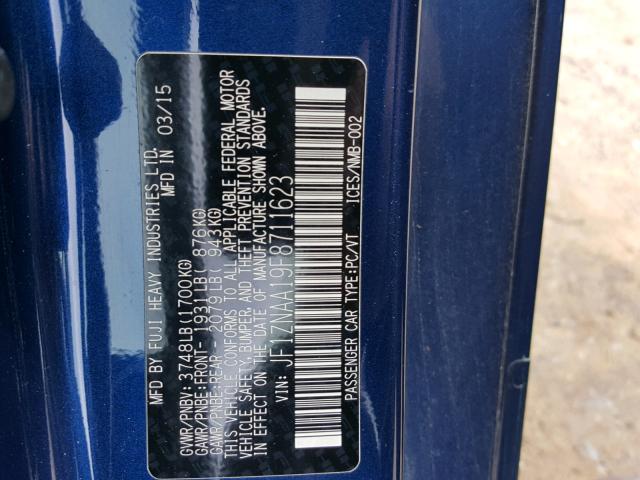 MFD BY FUJI HEAVY INDUSTRIES LTD.
MFD IN 03/15
GVWR/PNBV: 3748LB(1700KG)
GAWR/PNBE:FRONT- 1931LB( 876KG)
GAWR/PNBE:REAR - 2079LB( 943KG)
THIS VEHICLE CONFORMS TO ALL APPLICABLE FEDERAL MOTOR
VEHICLE SAFETY,BUMPER, AND THEFT PREVENTION STANDARDS
IN EFFECT ON THE DATE OF MANUFACTURE SHOWN ABOVE.
VIN: JF1ZNAA19F8711623
PASSENGER CAR TYPE:PC/VT ICES/NMB-002